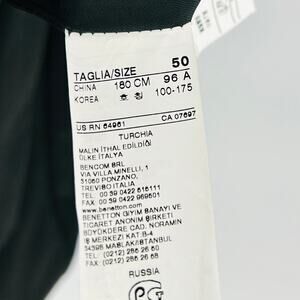 TAGLIA/SIZE 50
CHINA 180 CM 96 A
KOREA 호 칭 100-175
US RN 64961 CA 07697
TURCHIA
MALIN İTHAL EDİLDİĞİ
ÜLKE İTALYA
BENCOM SRL
VIA VILLA MINELLI, 1
31050 PONZANO,
TREVISO ITALIA
TEL 00 39 0422 519111
FAX 00 39 0422 969501
www.benetton.com
BENETTON GİYİM SANAYİ VE
TİCARET ANONİM ŞİRKETİ
BÜYÜKDERE CAD. NORAMİN
İŞ MERKEZİ KAT.B-4
34398 MASLAK/İSTANBUL
TEL (0212) 286 26 60
FAX (0212) 286 26 68
RUSSIA